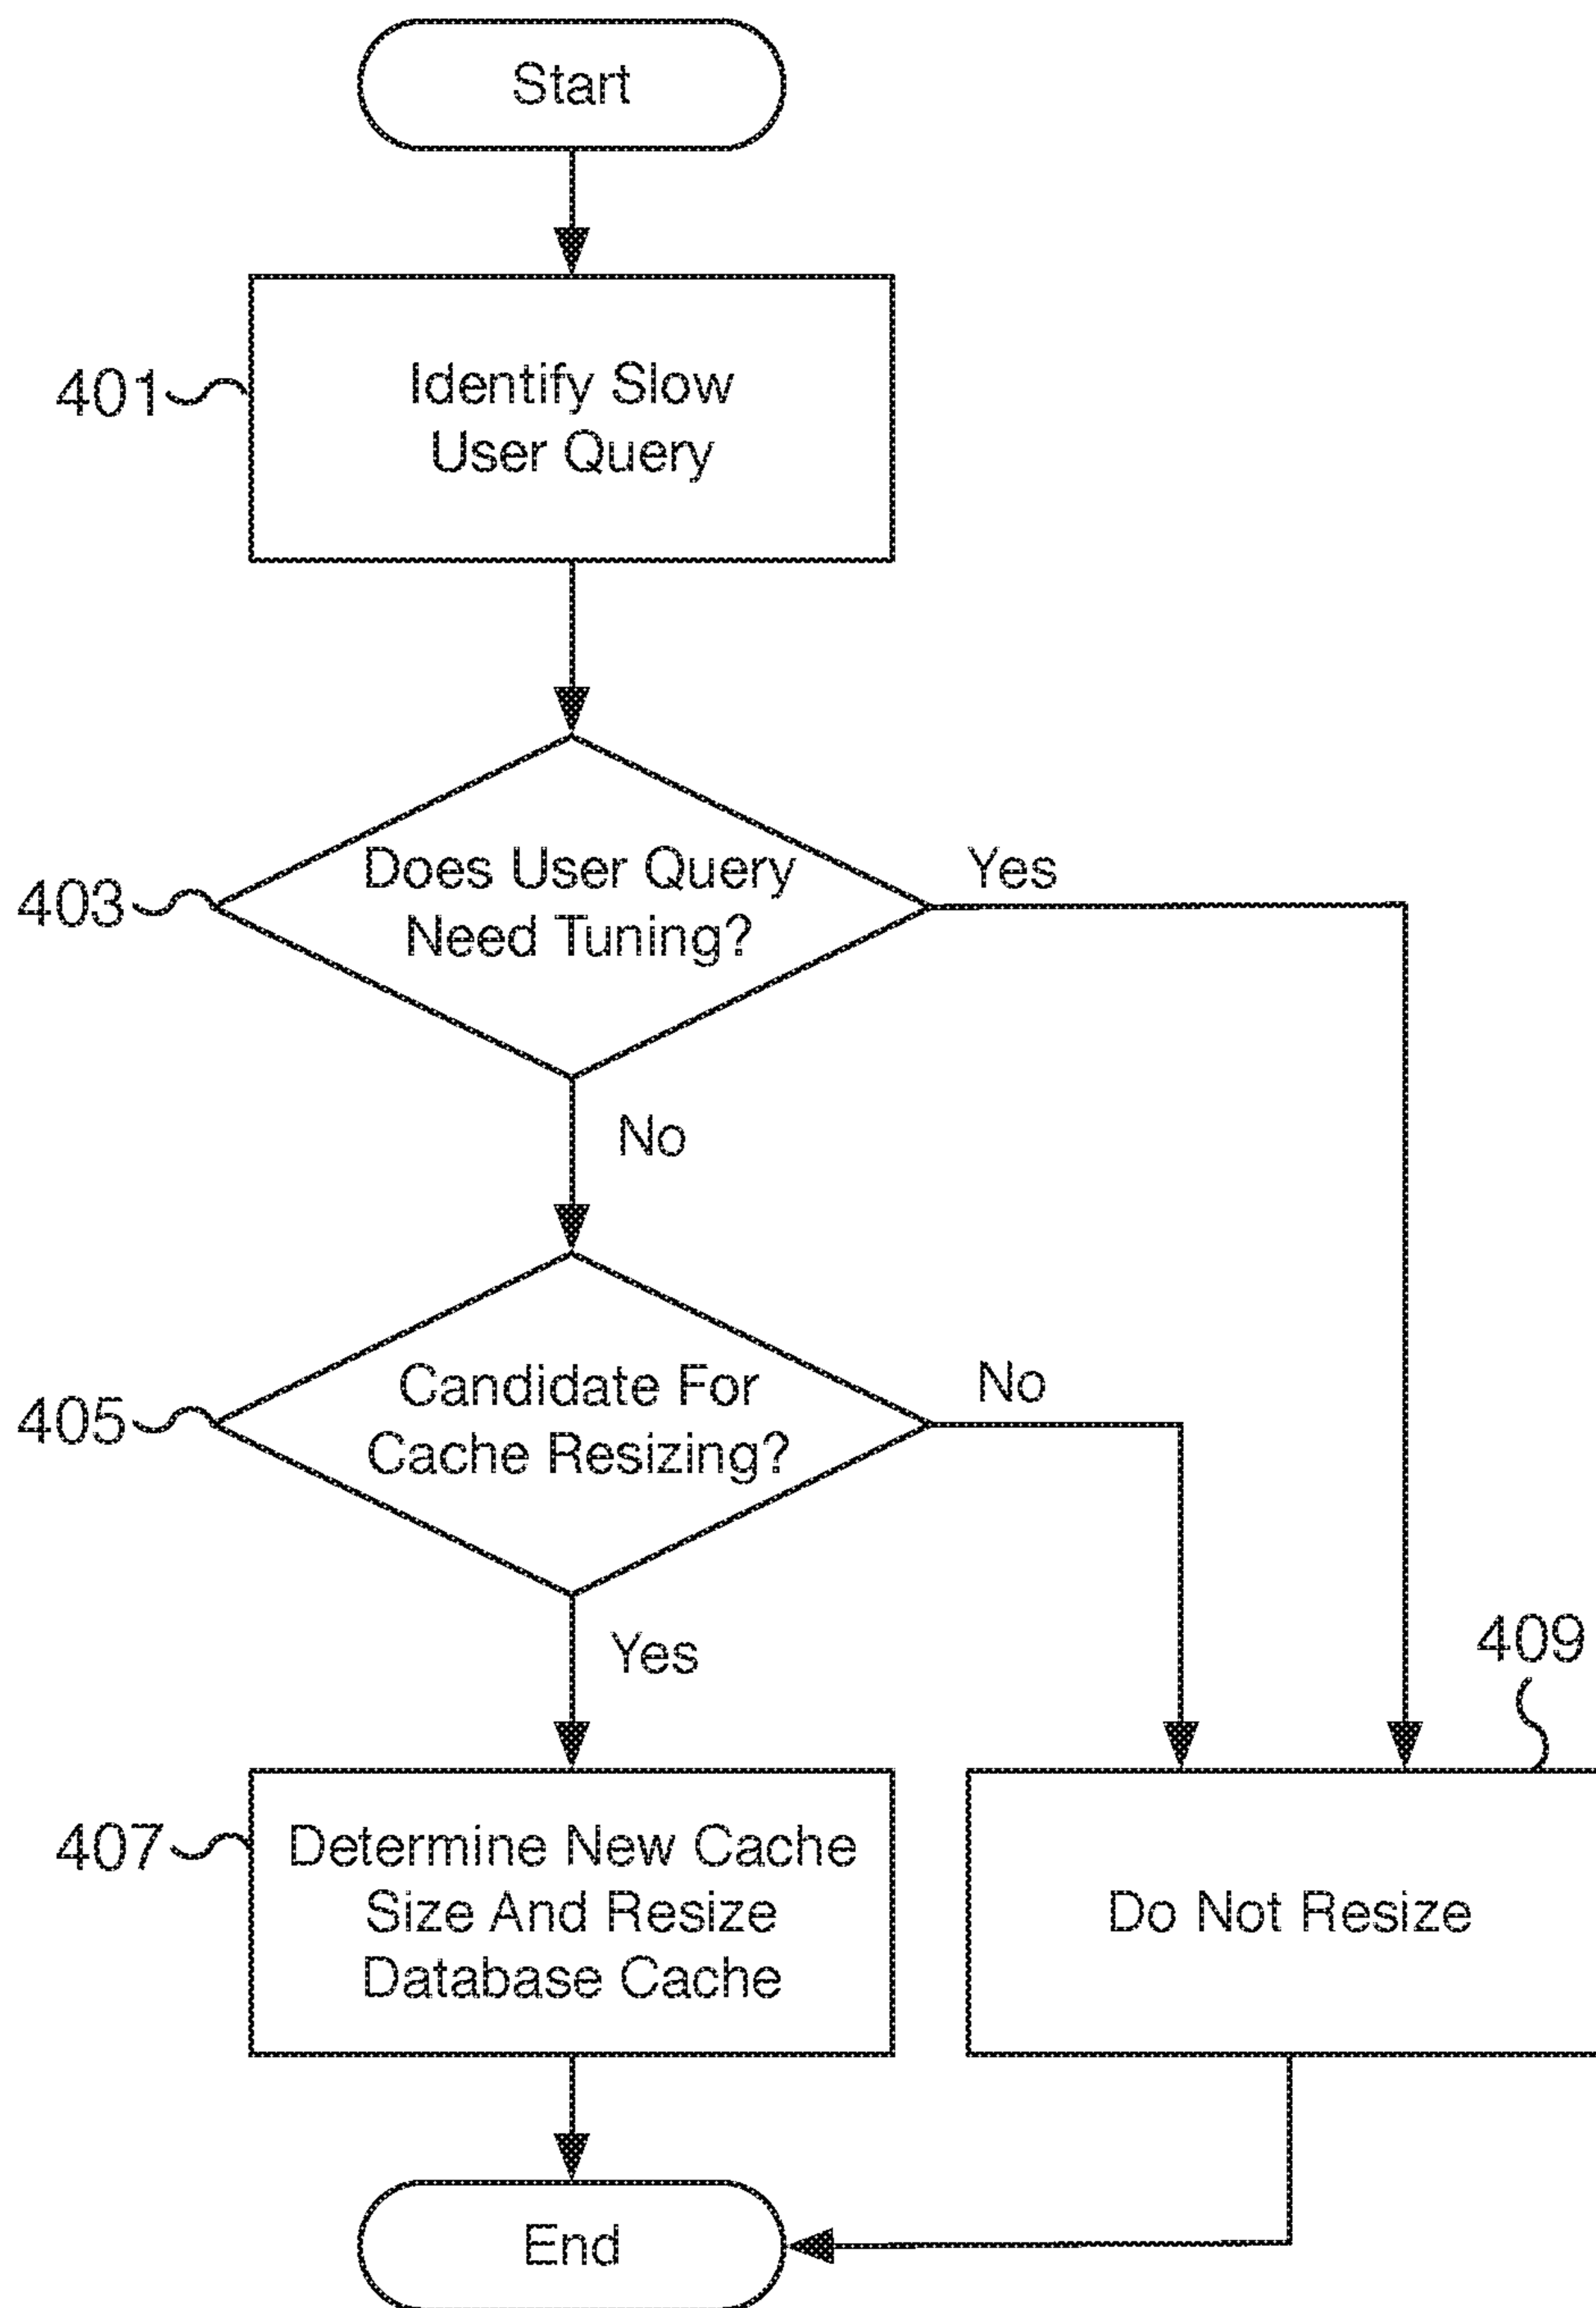 Start
401
Identify Slow
User Query
403
Does User Query
Need Tuning?
Yes
No
405
Candidate For
Cache Resizing?
No
Yes
409
407
Determine New Cache
Size And Resize
Database Cache
Do Not Resize
End